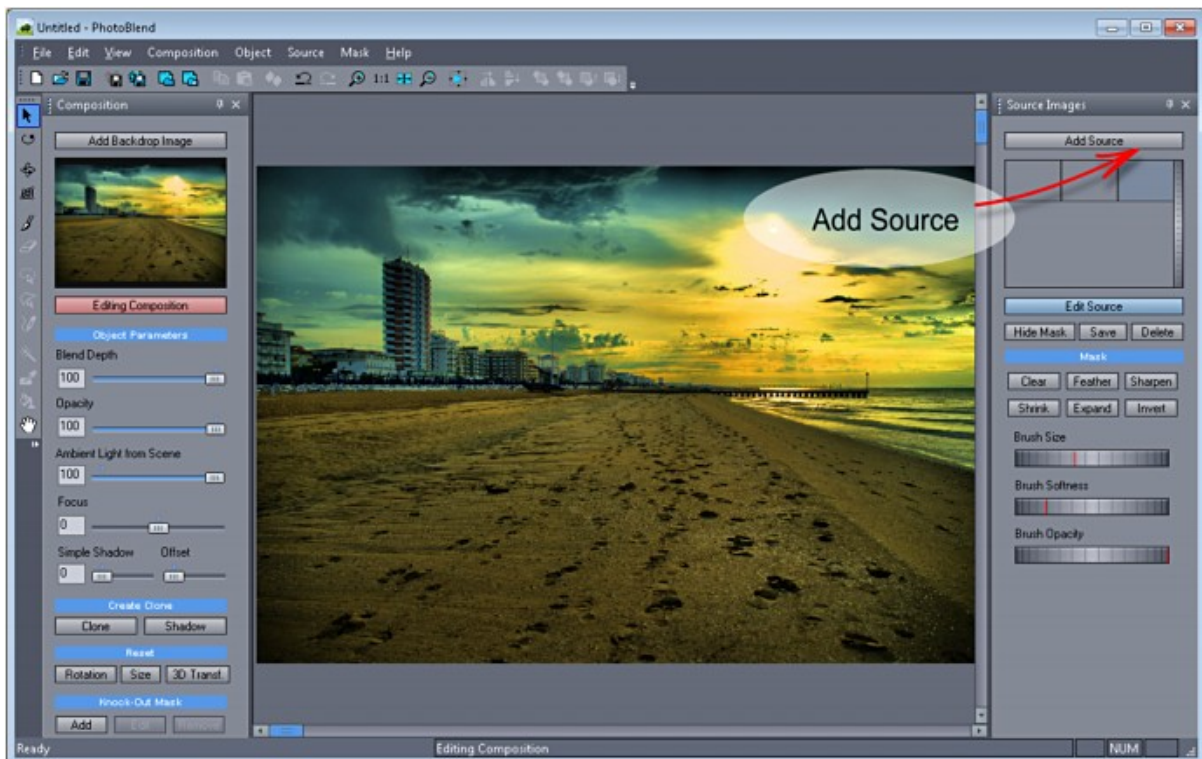 Untitled - PhotoBlend
File Edit View Composition Object Source Mask Help
1:1
Composition
Add Backdrop Image
Editing Composition
Object Parameters
Blend Depth
100
Opacity
100
Ambient Light from Scene
100
Focus
0
Simple Shadow Offset
0
Create Clone
Clone Shadow
Reset
Rotation Size 3D Transf.
Knock-Out Mask
Add Edit Remove
Add Source
Source Images
Add Source
Edit Source
Hide Mask Save Delete
Mask
Clear Feather Sharpen
Shrink Expand Invert
Brush Size
Brush Softness
Brush Opacity
Ready Editing Composition NUM